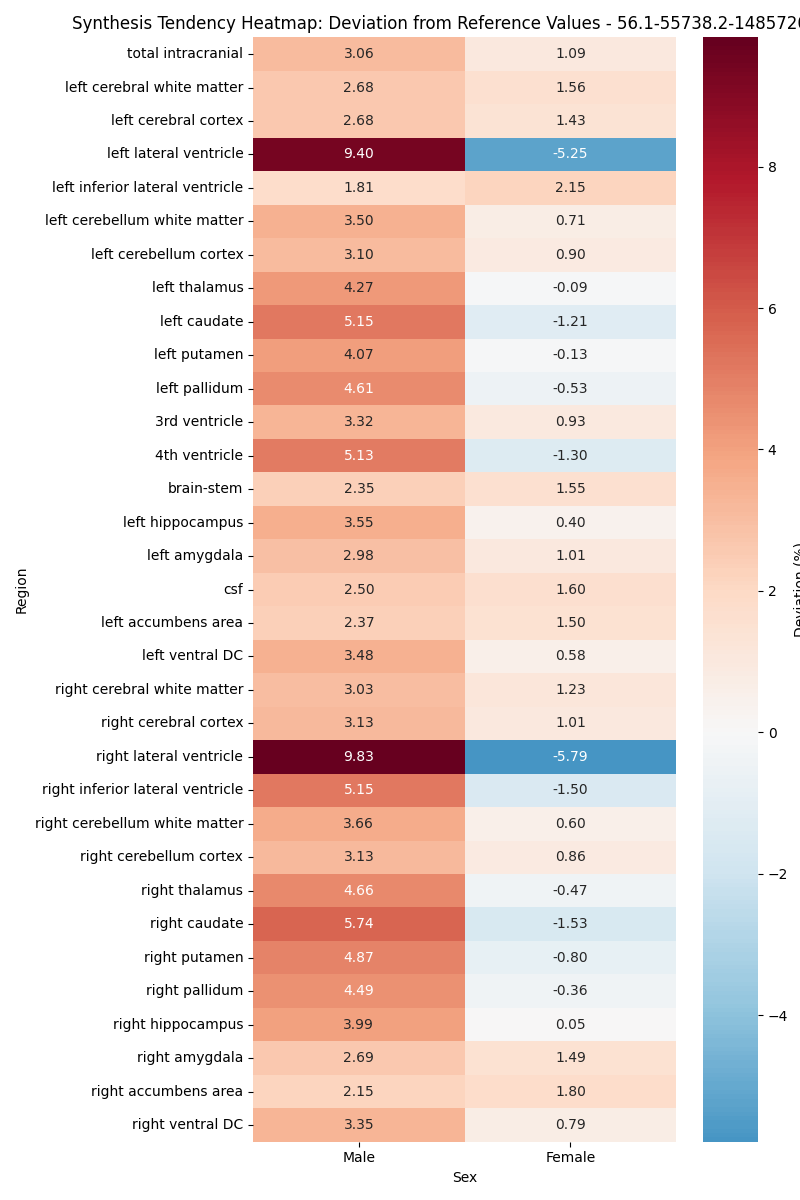 Synthesis Tendency Heatmap: Deviation from Reference Values - 56.1-55738.2-1485726
total intracranial 3.06 1.09
left cerebral white matter 2.68 1.56
left cerebral cortex 2.68 1.43
left lateral ventricle 9.40 -5.25
left inferior lateral ventricle 1.81 2.15
left cerebellum white matter 3.50 0.71
left cerebellum cortex 3.10 0.90
left thalamus 4.27 -0.09
left caudate 5.15 -1.21
left putamen 4.07 -0.13
left pallidum 4.61 -0.53
3rd ventricle 3.32 0.93
4th ventricle 5.13 -1.30
brain-stem 2.35 1.55
left hippocampus 3.55 0.40
left amygdala 2.98 1.01
csf 2.50 1.60
left accumbens area 2.37 1.50
left ventral DC 3.48 0.58
right cerebral white matter 3.03 1.23
right cerebral cortex 3.13 1.01
right lateral ventricle 9.83 -5.79
right inferior lateral ventricle 5.15 -1.50
right cerebellum white matter 3.66 0.60
right cerebellum cortex 3.13 0.86
right thalamus 4.66 -0.47
right caudate 5.74 -1.53
right putamen 4.87 -0.80
right pallidum 4.49 -0.36
right hippocampus 3.99 0.05
right amygdala 2.69 1.49
right accumbens area 2.15 1.80
right ventral DC 3.35 0.79
Male Female
Sex
Region
8
6
4
2
0
−2
−4
Deviation (%)